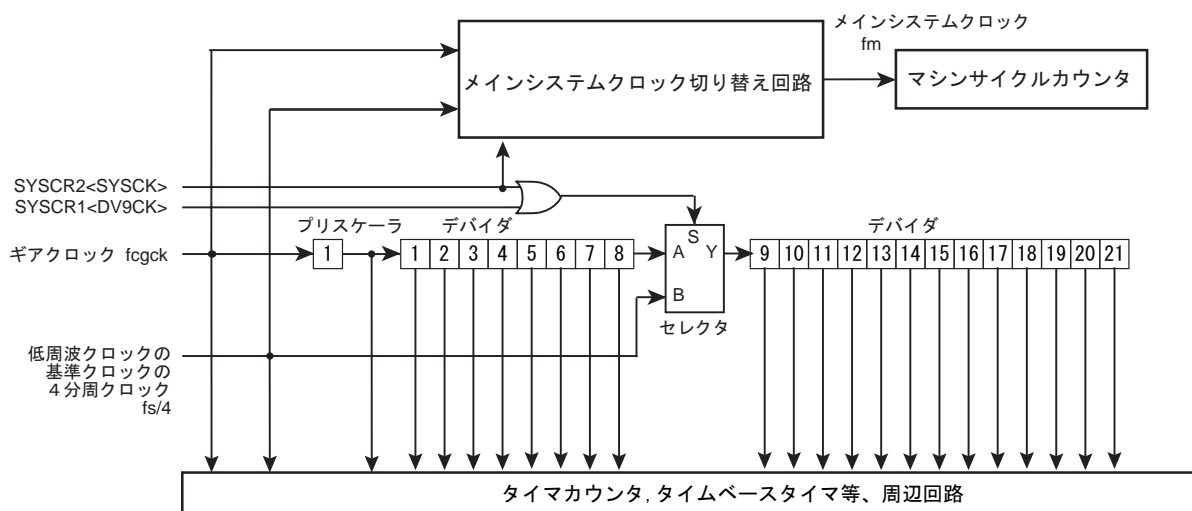 メインシステムクロック
fm
メインシステムクロック切り替え回路
マシンサイクルカウンタ
SYSCR2<SYSCK>
SYSCR1<DV9CK>
プリスケーラ
デバイダ
デバイダ
ギアクロック fcgck
1
1 2 3 4 5 6 7 8
A
S
Y
B
9 10 11 12 13 14 15 16 17 18 19 20 21
セレクタ
低周波クロックの
基準クロックの
4分周クロック
fs/4
タイマカウンタ, タイムベースタイマ等、周辺回路